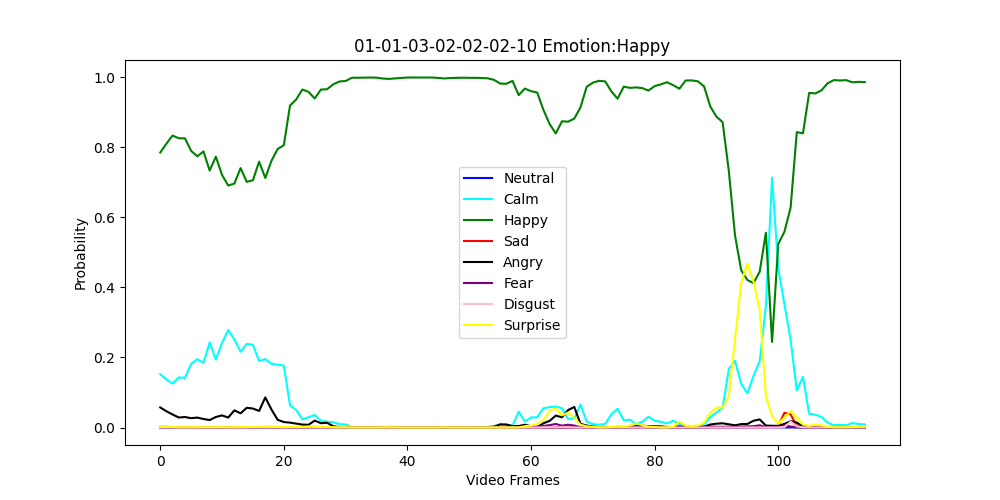 01-01-03-02-02-02-10 Emotion:Happy
1.0
0.8
0.6
0.4
0.2
0.0
Probability
Neutral
Calm
Happy
Sad
Angry
Fear
Disgust
Surprise
0 20 40 60 80 100
Video Frames